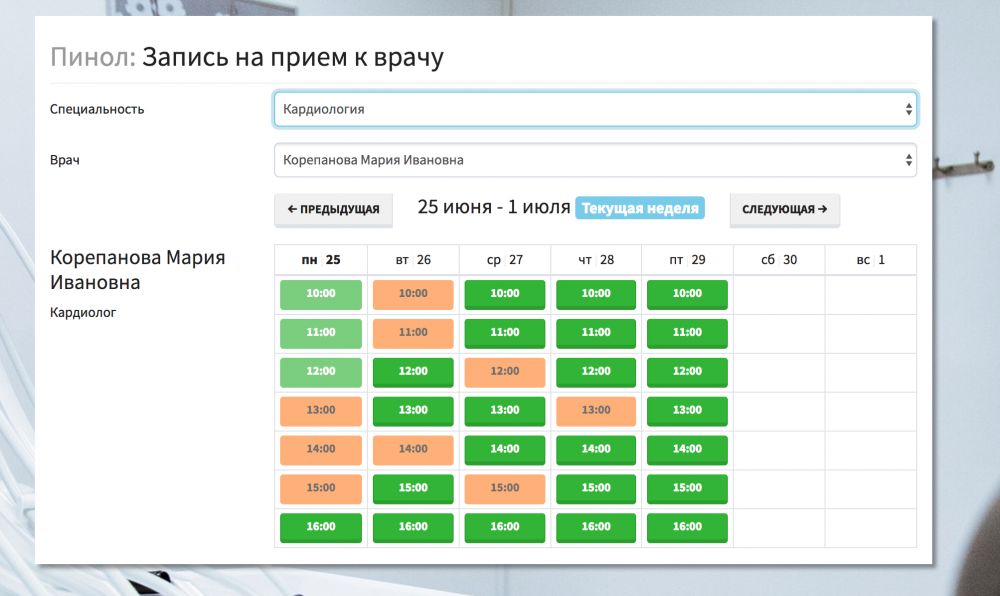 Пинол: Запись на прием к врачу
Специальность
Кардиология
Врач
Корепанова Мария Ивановна
← ПРЕДЫДУЩАЯ
25 июня - 1 июля Текущая неделя
СЛЕДУЮЩАЯ →
Корепанова Мария
Ивановна
Кардиолог
пн 25 вт 26 ср 27 чт 28 пт 29 сб 30 вс 1
10:00 10:00 10:00 10:00 10:00
11:00 11:00 11:00 11:00 11:00
12:00 12:00 12:00 12:00 12:00
13:00 13:00 13:00 13:00 13:00
14:00 14:00 14:00 14:00 14:00
15:00 15:00 15:00 15:00 15:00
16:00 16:00 16:00 16:00 16:00